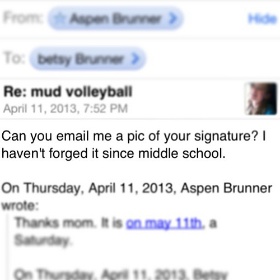 From: Aspen Brunner
Hide
To: betsy Brunner
Re: mud volleyball
April 11, 2013, 7:52 PM
Can you email me a pic of your signature? I
haven't forged it since middle school.
On Thursday, April 11, 2013, Aspen Brunner
wrote:
Thanks mom. It is on may 11th, a
Saturday.
On Thursday, April 11, 2013, Betsy